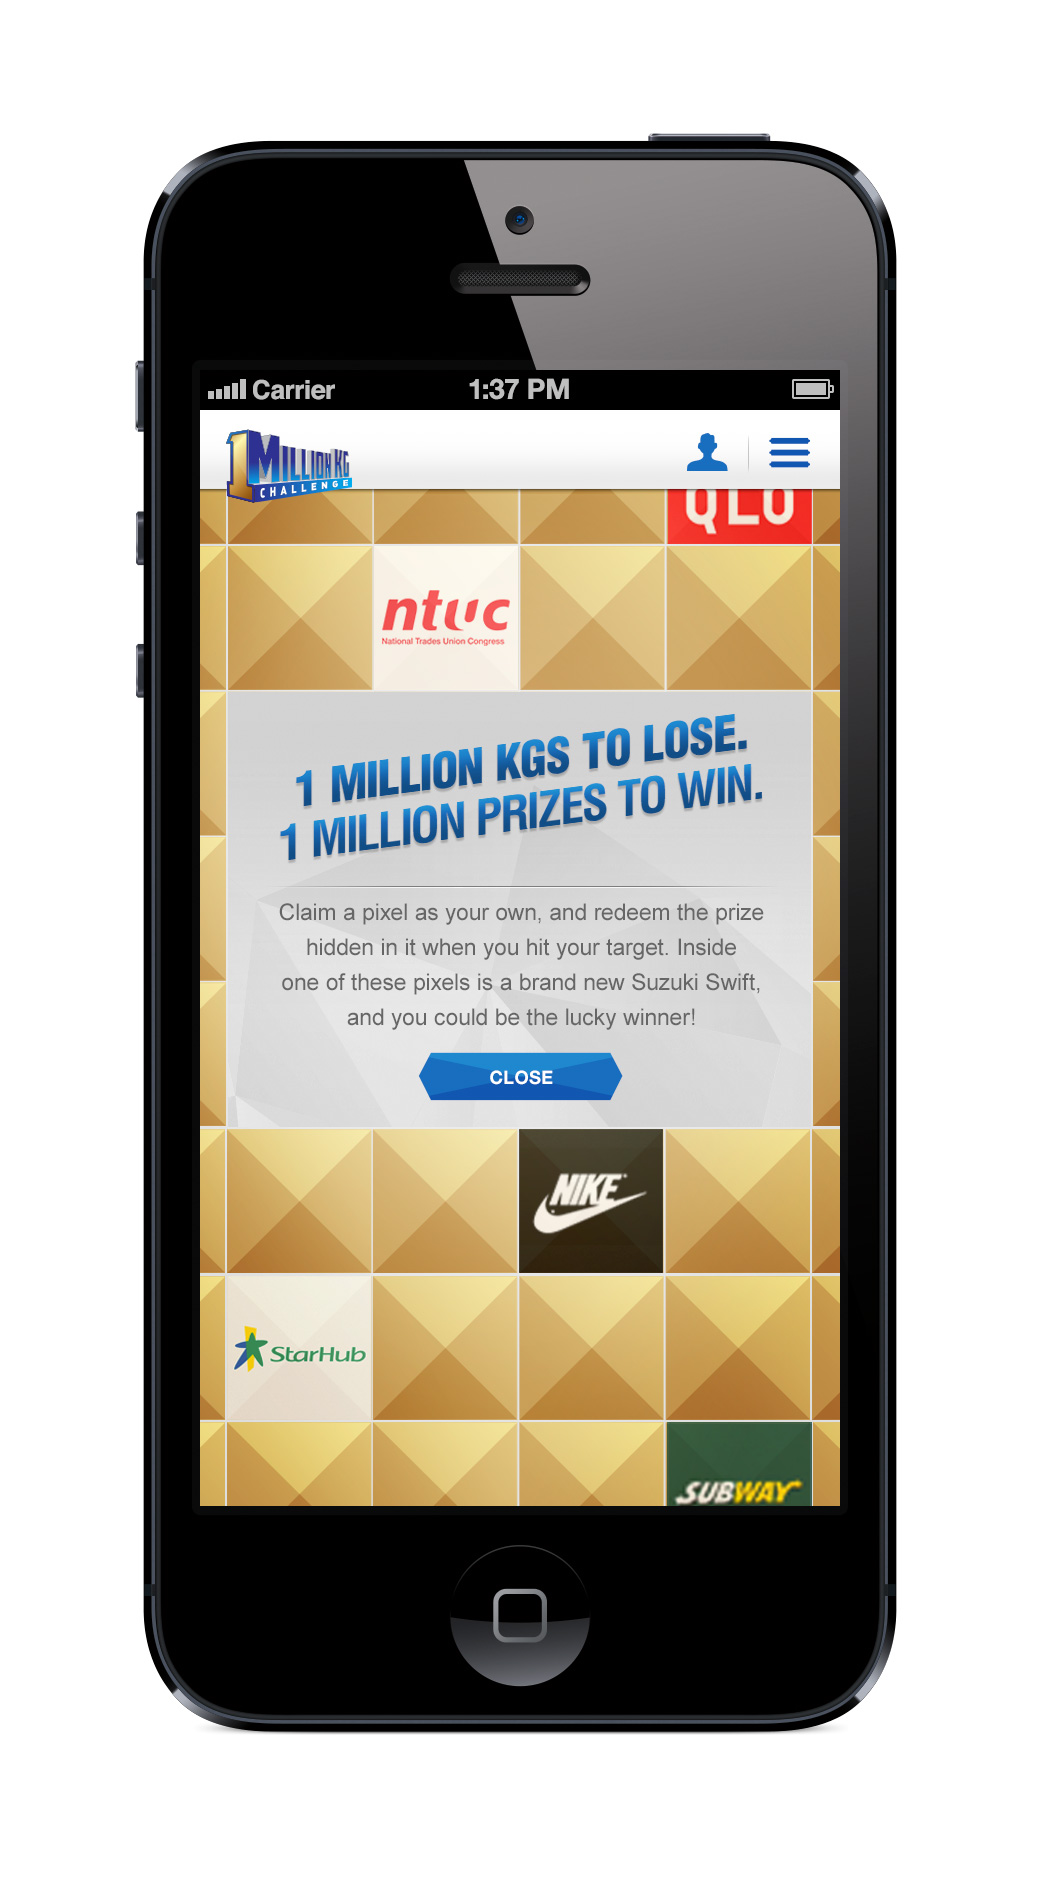 Carrier
1:37 PM
1 MILLION KG
CHALLENGE
QLO
ntuc
National Trades Union Congress
1 MILLION KGS TO LOSE.
1 MILLION PRIZES TO WIN.
Claim a pixel as your own, and redeem the prize
hidden in it when you hit your target. Inside
one of these pixels is a brand new Suzuki Swift,
and you could be the lucky winner!
CLOSE
NIKE
StarHub
SUBWAY